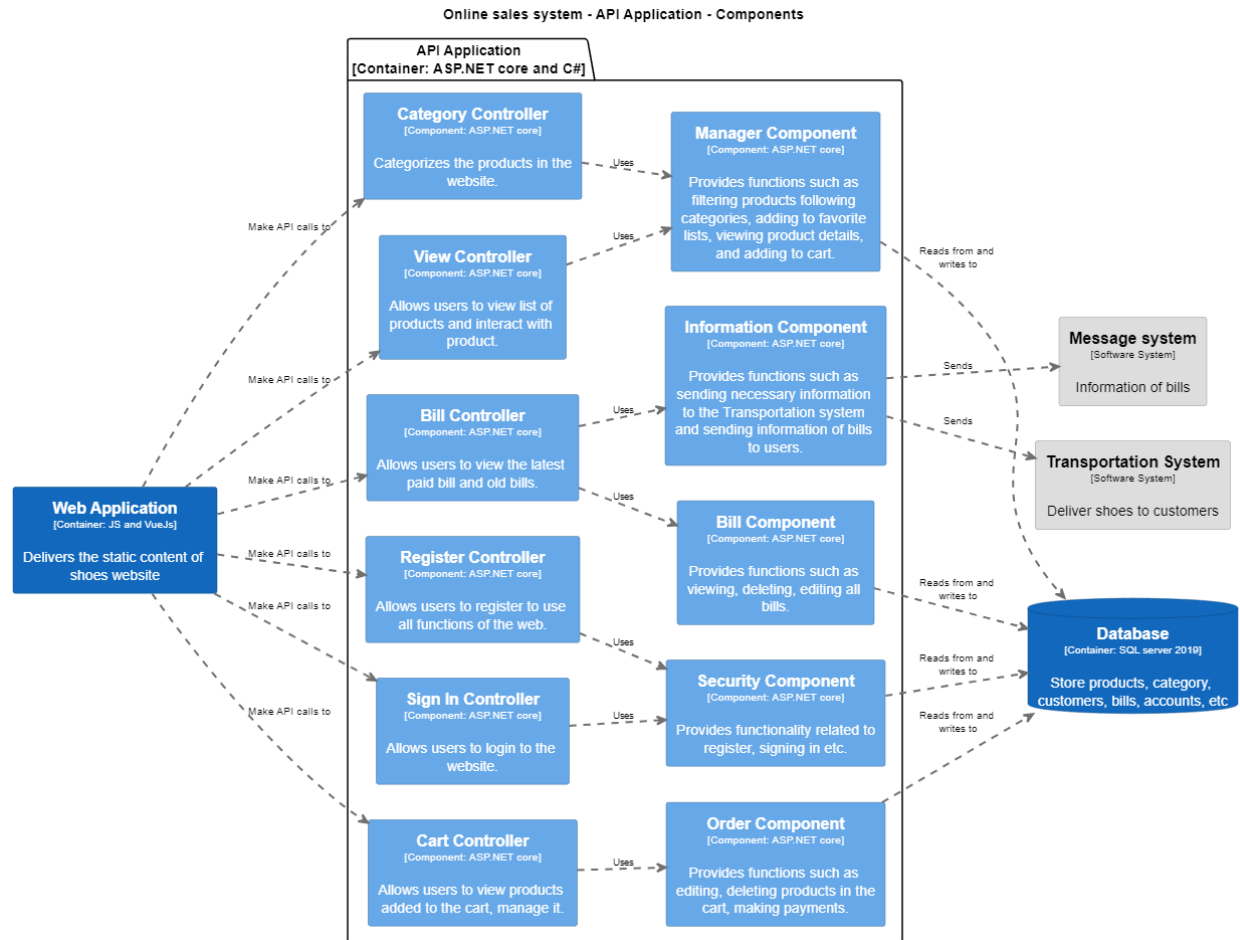 Online sales system - API Application - Components
API Application
[Container: ASP.NET core and C#]
Category Controller
[Component: ASP.NET core]
Categorizes the products in the
website.
Manager Component
[Component: ASP.NET core]
Provides functions such as
filtering products following
categories, adding to favorite
lists, viewing product details,
and adding to cart.
Uses
Make API calls to
View Controller
[Component: ASP.NET core]
Allows users to view list of
products and interact with
product.
Uses
Reads from and
writes to
Information Component
[Component: ASP.NET core]
Provides functions such as
sending necessary information
to the Transportation system
and sending information of bills
to users.
Message system
[Software System]
Information of bills
Sends
Make API calls to
Bill Controller
[Component: ASP.NET core]
Allows users to view the latest
paid bill and old bills.
Uses
Sends
Transportation System
[Software System]
Deliver shoes to customers
Make API calls to
Web Application
[Container: JS and VueJs]
Delivers the static content of
shoes website
Uses
Bill Component
[Component: ASP.NET core]
Provides functions such as
viewing, deleting, editing all
bills.
Make API calls to
Register Controller
[Component: ASP.NET core]
Allows users to register to use
all functions of the web.
Reads from and
writes to
Make API calls to
Uses
Database
[Container: SQL server 2019]
Store products, category,
customers, bills, accounts, etc
Sign In Controller
[Component: ASP.NET core]
Allows users to login to the
website.
Uses
Security Component
[Component: ASP.NET core]
Provides functionality related to
register, signing in etc.
Reads from and
writes to
Make API calls to
Reads from and
writes to
Cart Controller
[Component: ASP.NET core]
Allows users to view products
added to the cart, manage it.
Uses
Order Component
[Component: ASP.NET core]
Provides functions such as
editing, deleting products in the
cart, making payments.